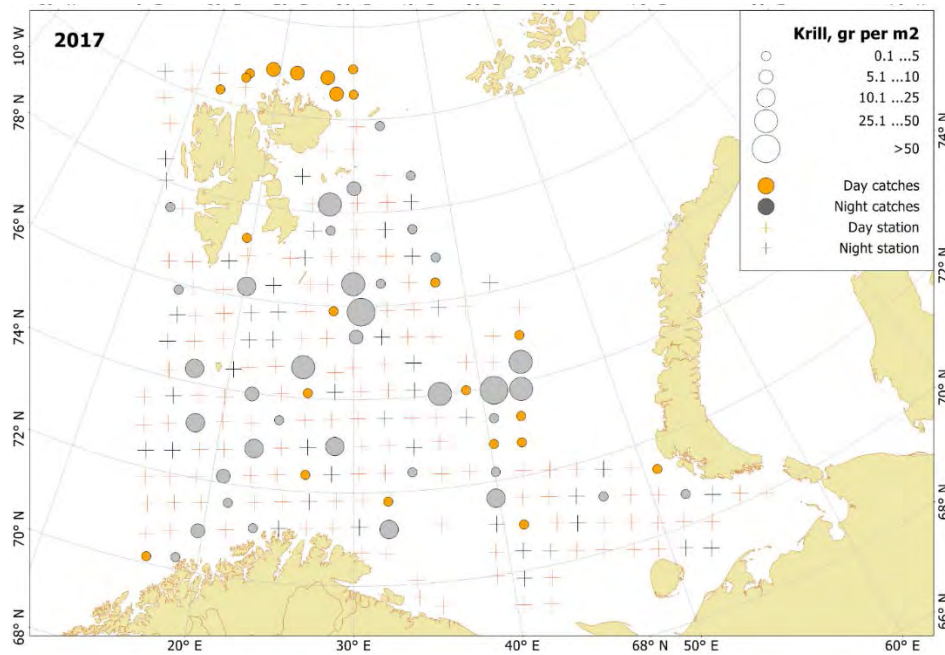 2017
Krill, gr per m2
0.1 ...5
5.1 ...10
10.1 ...25
25.1 ...50
>50
Day catches
Night catches
Day station
Night station
10° W
78° N
76° N
74° N
72° N
70° N
68° N
74° N
72° N
70° N
68° N
66° N
20° E
30° E
40° E
68° N
50° E
60° E